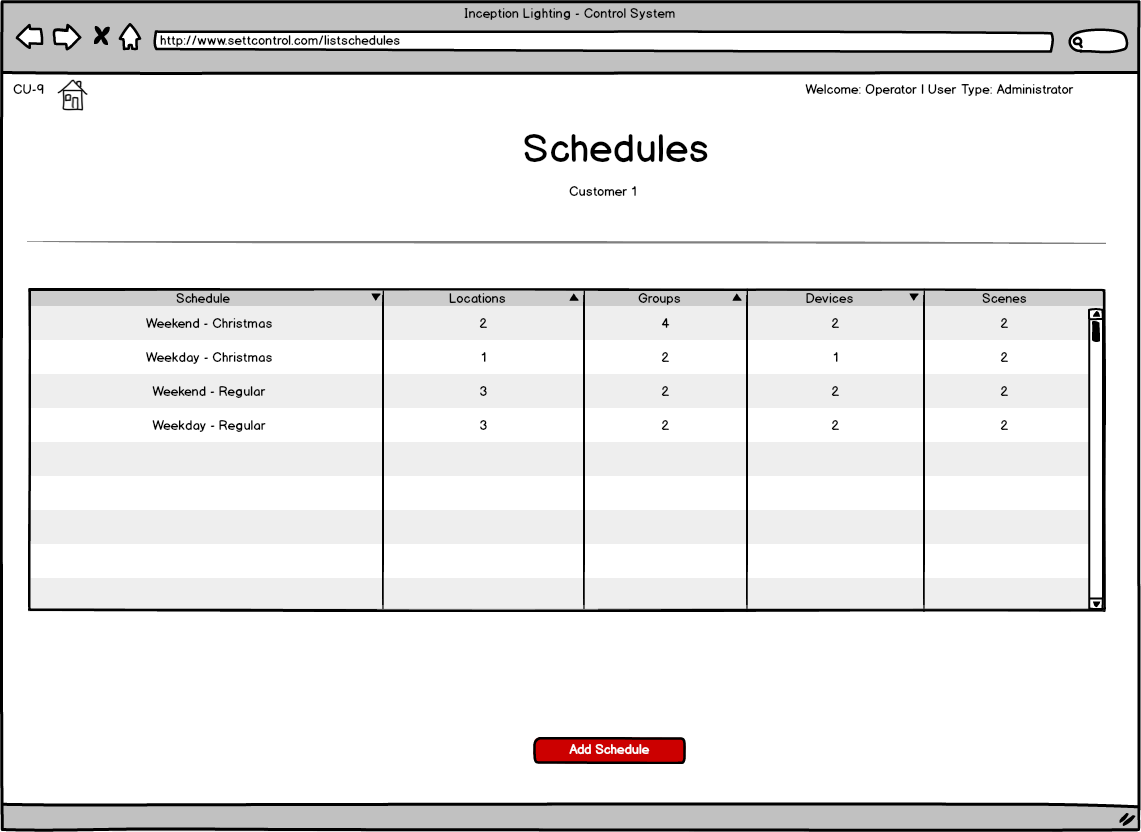 Inception Lighting - Control System
http://www.settcontrol.com/listschedules
CU-9 Welcome: Operator | User Type: Administrator
Schedules
Customer 1
Schedule Locations Groups Devices Scenes
Weekend - Christmas 2 4 2 2
Weekday - Christmas 1 2 1 2
Weekend - Regular 3 2 2 2
Weekday - Regular 3 2 2 2
Add Schedule